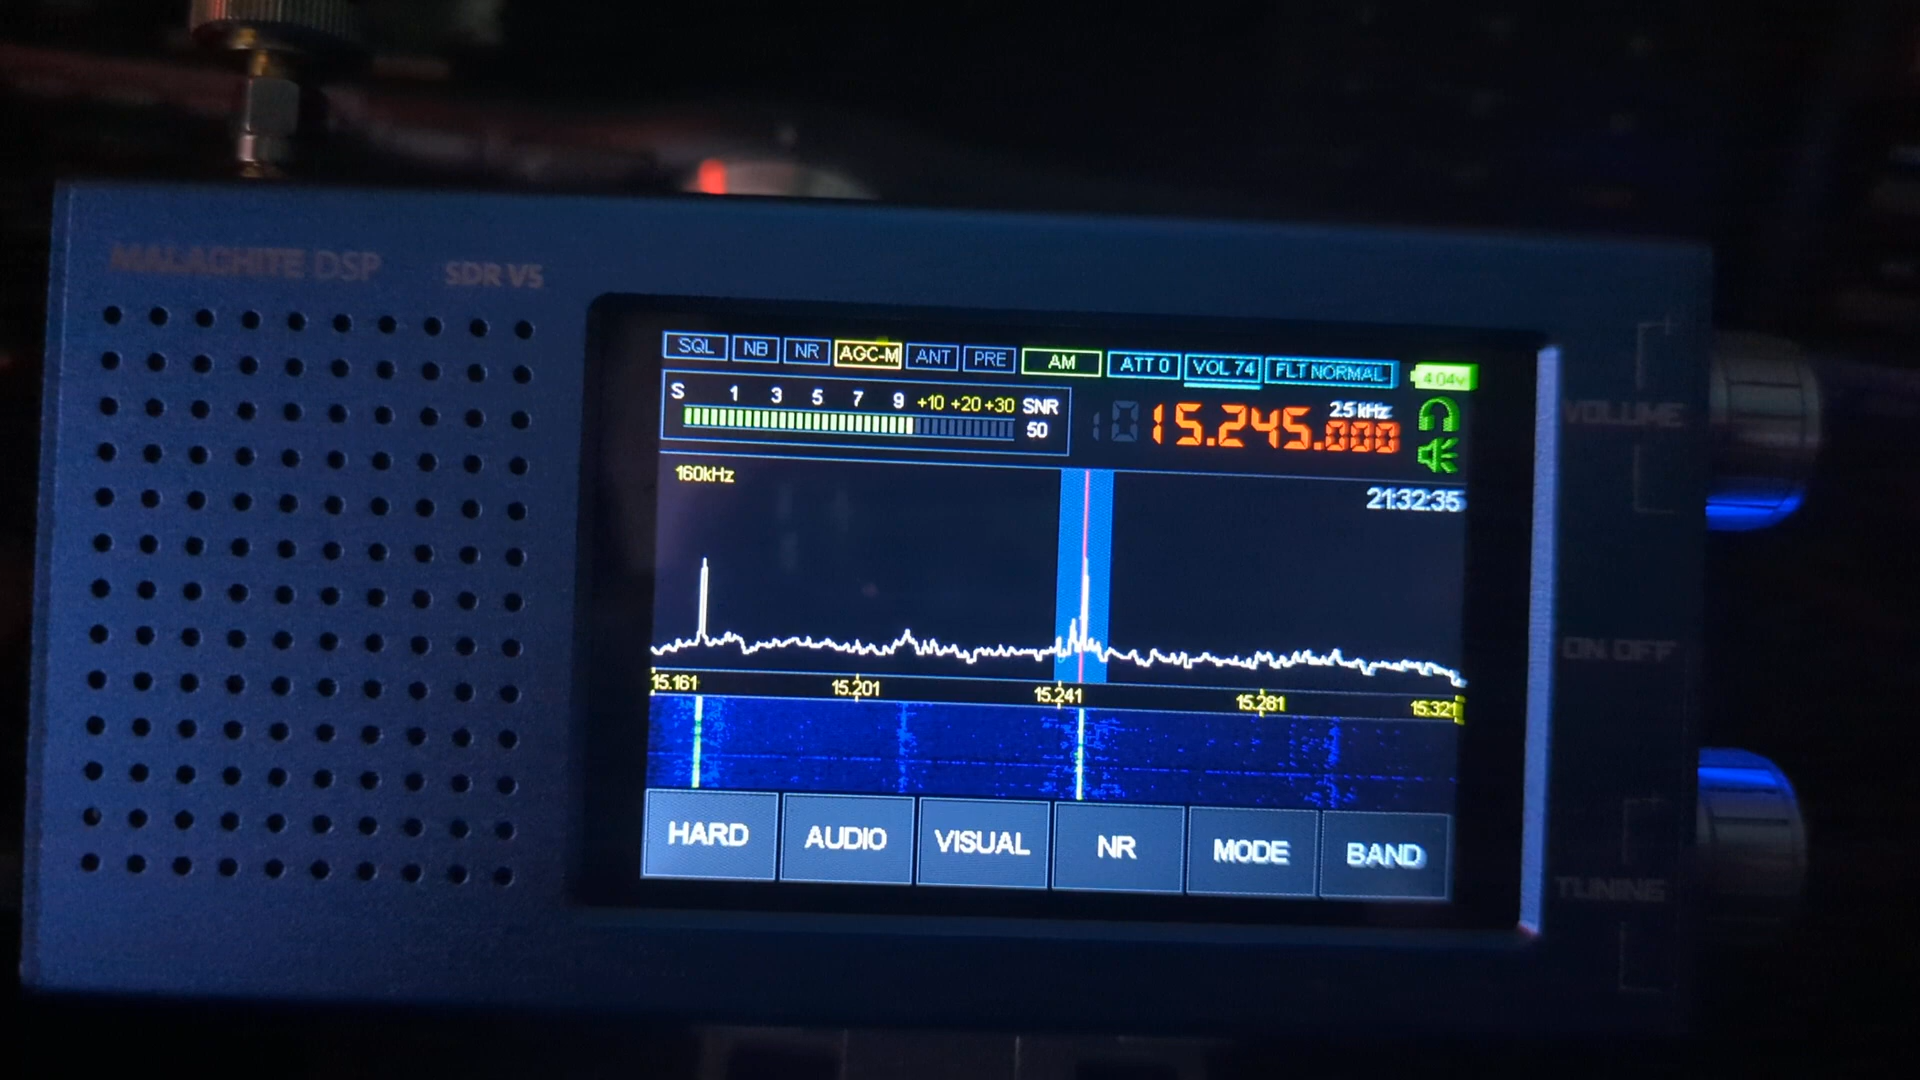 MALACHITE DSP SDR V5
SQL NB NR AGC-M ANT PRE AM ATT 0 VOL 74 FLT NORMAL 4.04v
S 1 3 5 7 9 +10 +20 +30 SNR
50
2.5 kHz
15.245.000
160kHz
21:32:35
15.161 15.201 15.241 15.281 15.321
HARD AUDIO VISUAL NR MODE BAND
VOLUME
ON OFF
TUNING